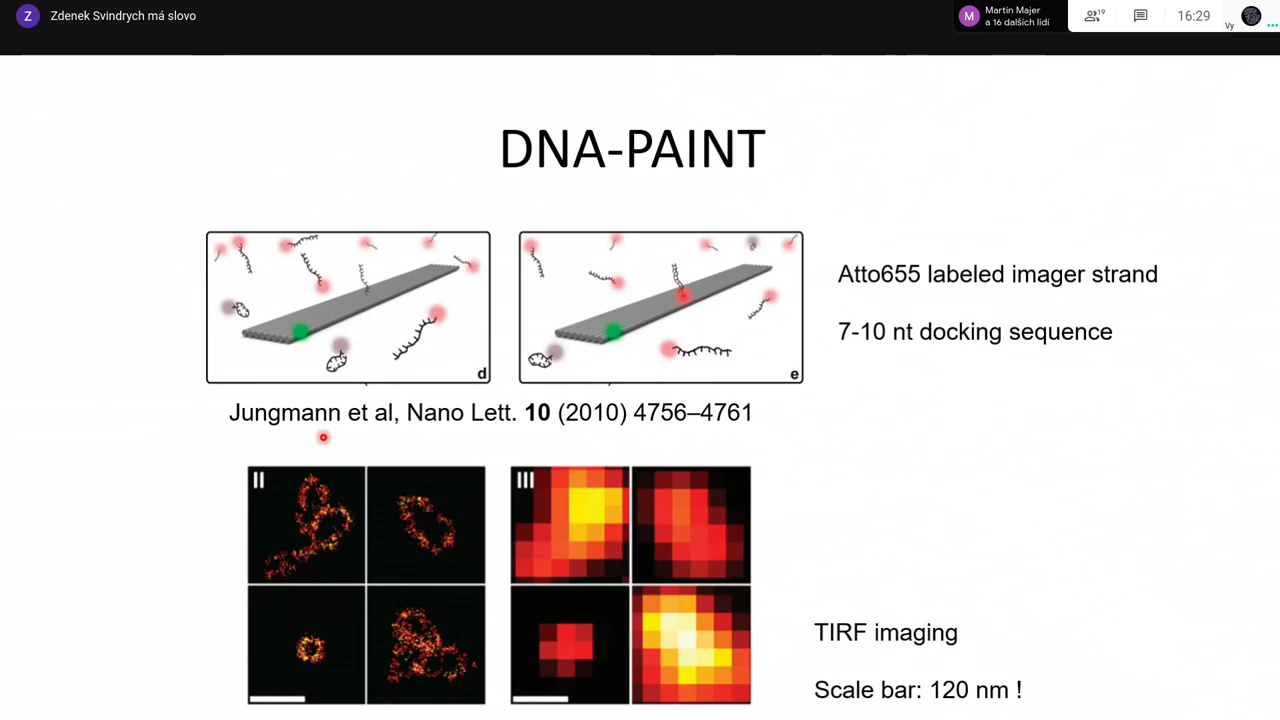 Z
Zdenek Svindrych má slovo
M
Martin Majer
a 16 dalších lidí
19
16:29
Vy
DNA-PAINT
d
e
Atto655 labeled imager strand
7-10 nt docking sequence
Jungmann et al, Nano Lett. 10 (2010) 4756–4761
II
III
TIRF imaging
Scale bar: 120 nm !